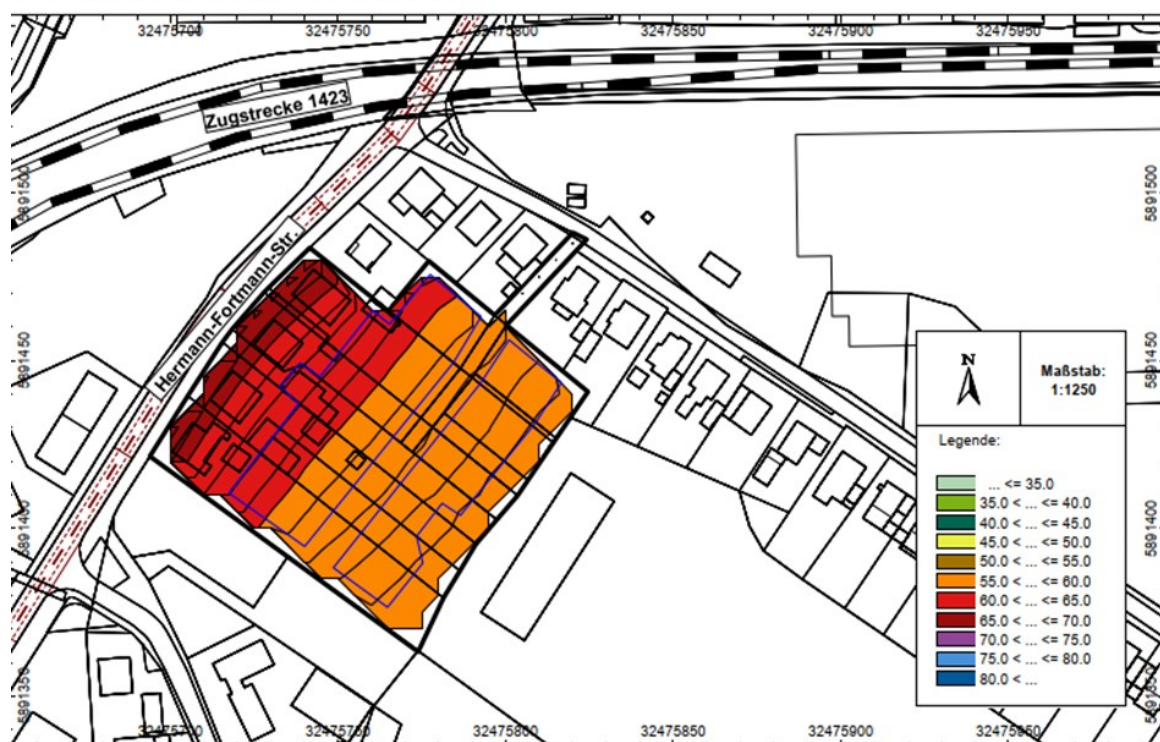 32475700 32475750 32475800 32475850 32475900 32475950
Zugstrecke 1423
5891500 5891500
Hermann-Fortmann-Str.
5891450 5891450
N
Maßstab:
1:1250
Legende:
... <= 35.0
35.0 < ... <= 40.0
40.0 < ... <= 45.0
45.0 < ... <= 50.0
50.0 < ... <= 55.0
55.0 < ... <= 60.0
60.0 < ... <= 65.0
65.0 < ... <= 70.0
70.0 < ... <= 75.0
75.0 < ... <= 80.0
80.0 < ...
5891400 5891400
5891350 5891350
32475700 32475750 32475800 32475850 32475900 32475950